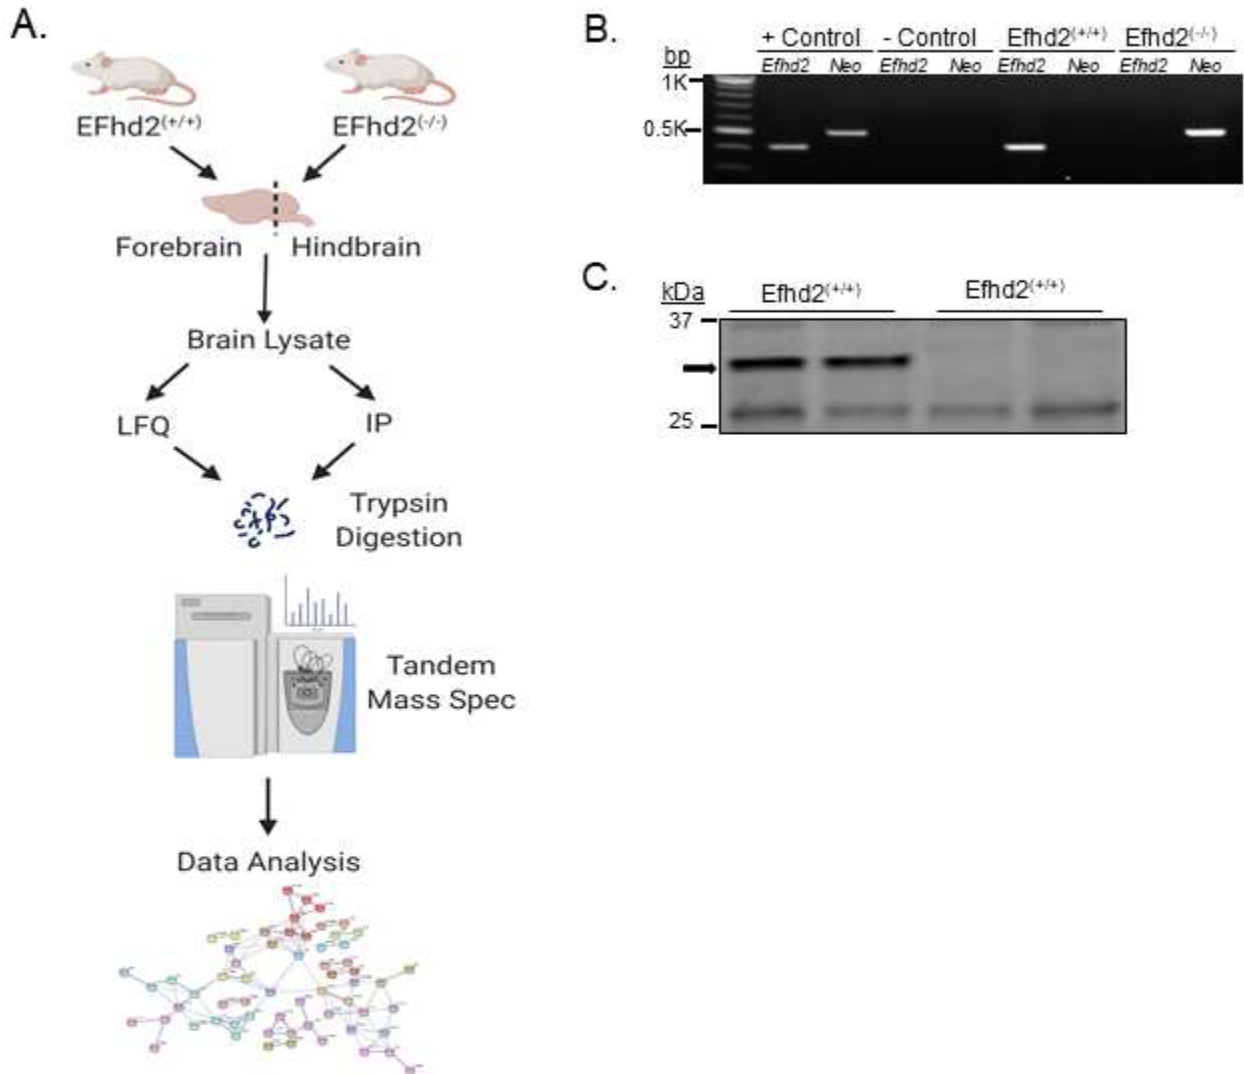 A.
EFhd2(+/+) EFhd2(-/-)
Forebrain Hindbrain
Brain Lysate
LFQ IP
Trypsin
Digestion
Tandem
Mass Spec
Data Analysis
B.
+ Control - Control Efhd2(+/+) Efhd2(-/-)
bp Efhd2 Neo Efhd2 Neo Efhd2 Neo Efhd2 Neo
1K
0.5K
C.
kDa Efhd2(+/+) Efhd2(+/+)
37
25